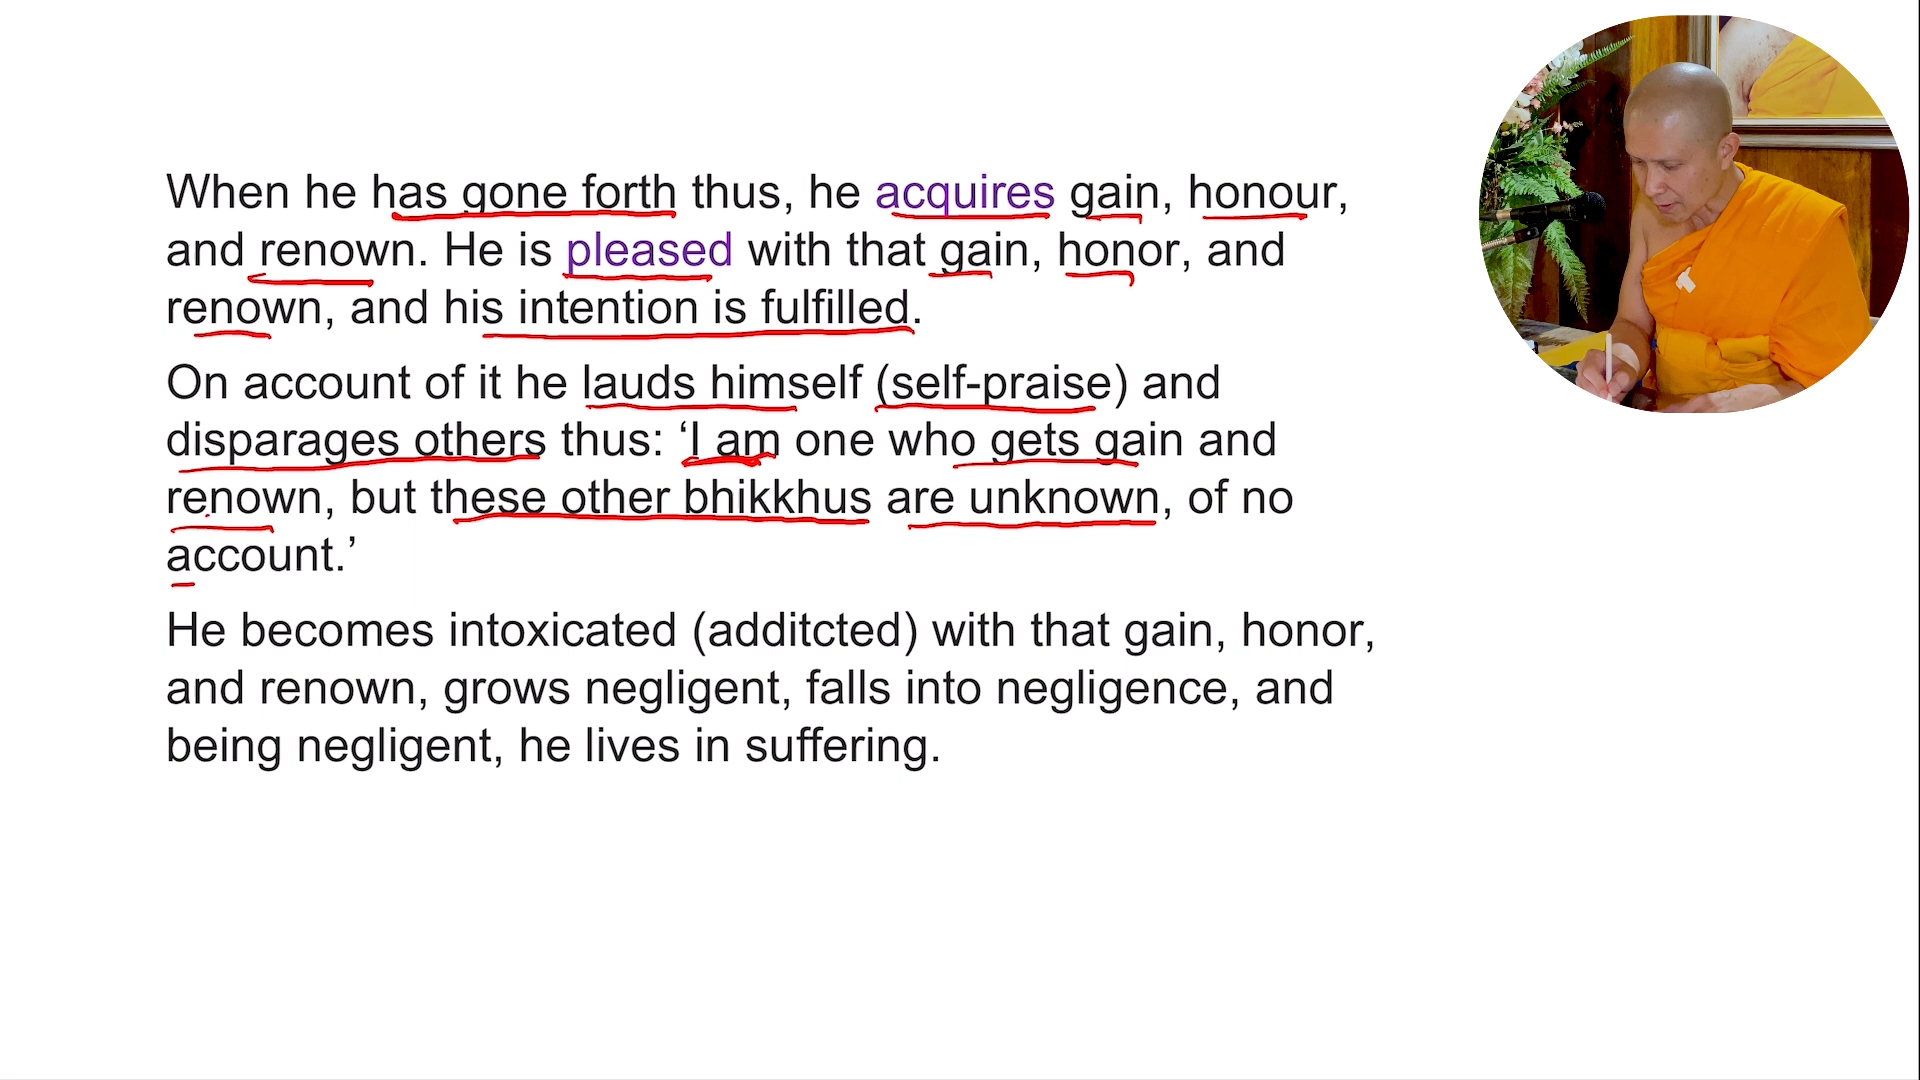 When he has gone forth thus, he acquires gain, honour,
and renown. He is pleased with that gain, honor, and
renown, and his intention is fulfilled.
On account of it he lauds himself (self-praise) and
disparages others thus: ‘I am one who gets gain and
renown, but these other bhikkhus are unknown, of no
account.’
He becomes intoxicated (additcted) with that gain, honor,
and renown, grows negligent, falls into negligence, and
being negligent, he lives in suffering.